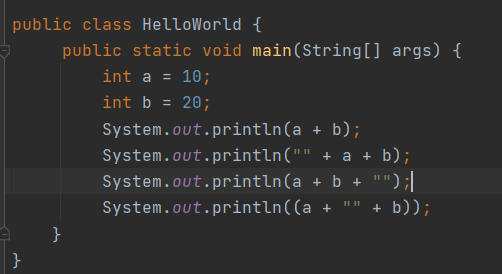 public class HelloWorld {
    public static void main(String[] args) {
        int a = 10;
        int b = 20;
        System.out.println(a + b);
        System.out.println("" + a + b);
        System.out.println(a + b + "");
        System.out.println((a + "" + b));
    }
}